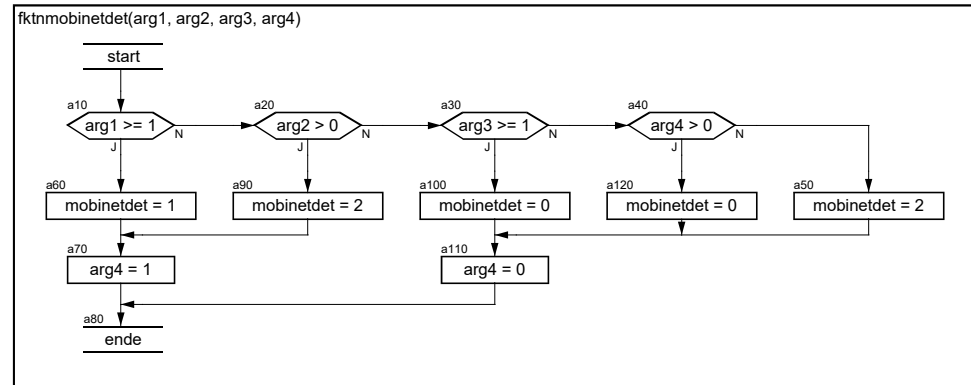 fktnmobinetdet(arg1, arg2, arg3, arg4)
start
a10
arg1 >= 1
N
J
a20
arg2 > 0
N
J
a30
arg3 >= 1
N
J
a40
arg4 > 0
N
J
a60
mobinetdet = 1
a90
mobinetdet = 2
a100
mobinetdet = 0
a120
mobinetdet = 0
a50
mobinetdet = 2
a70
arg4 = 1
a110
arg4 = 0
a80
ende